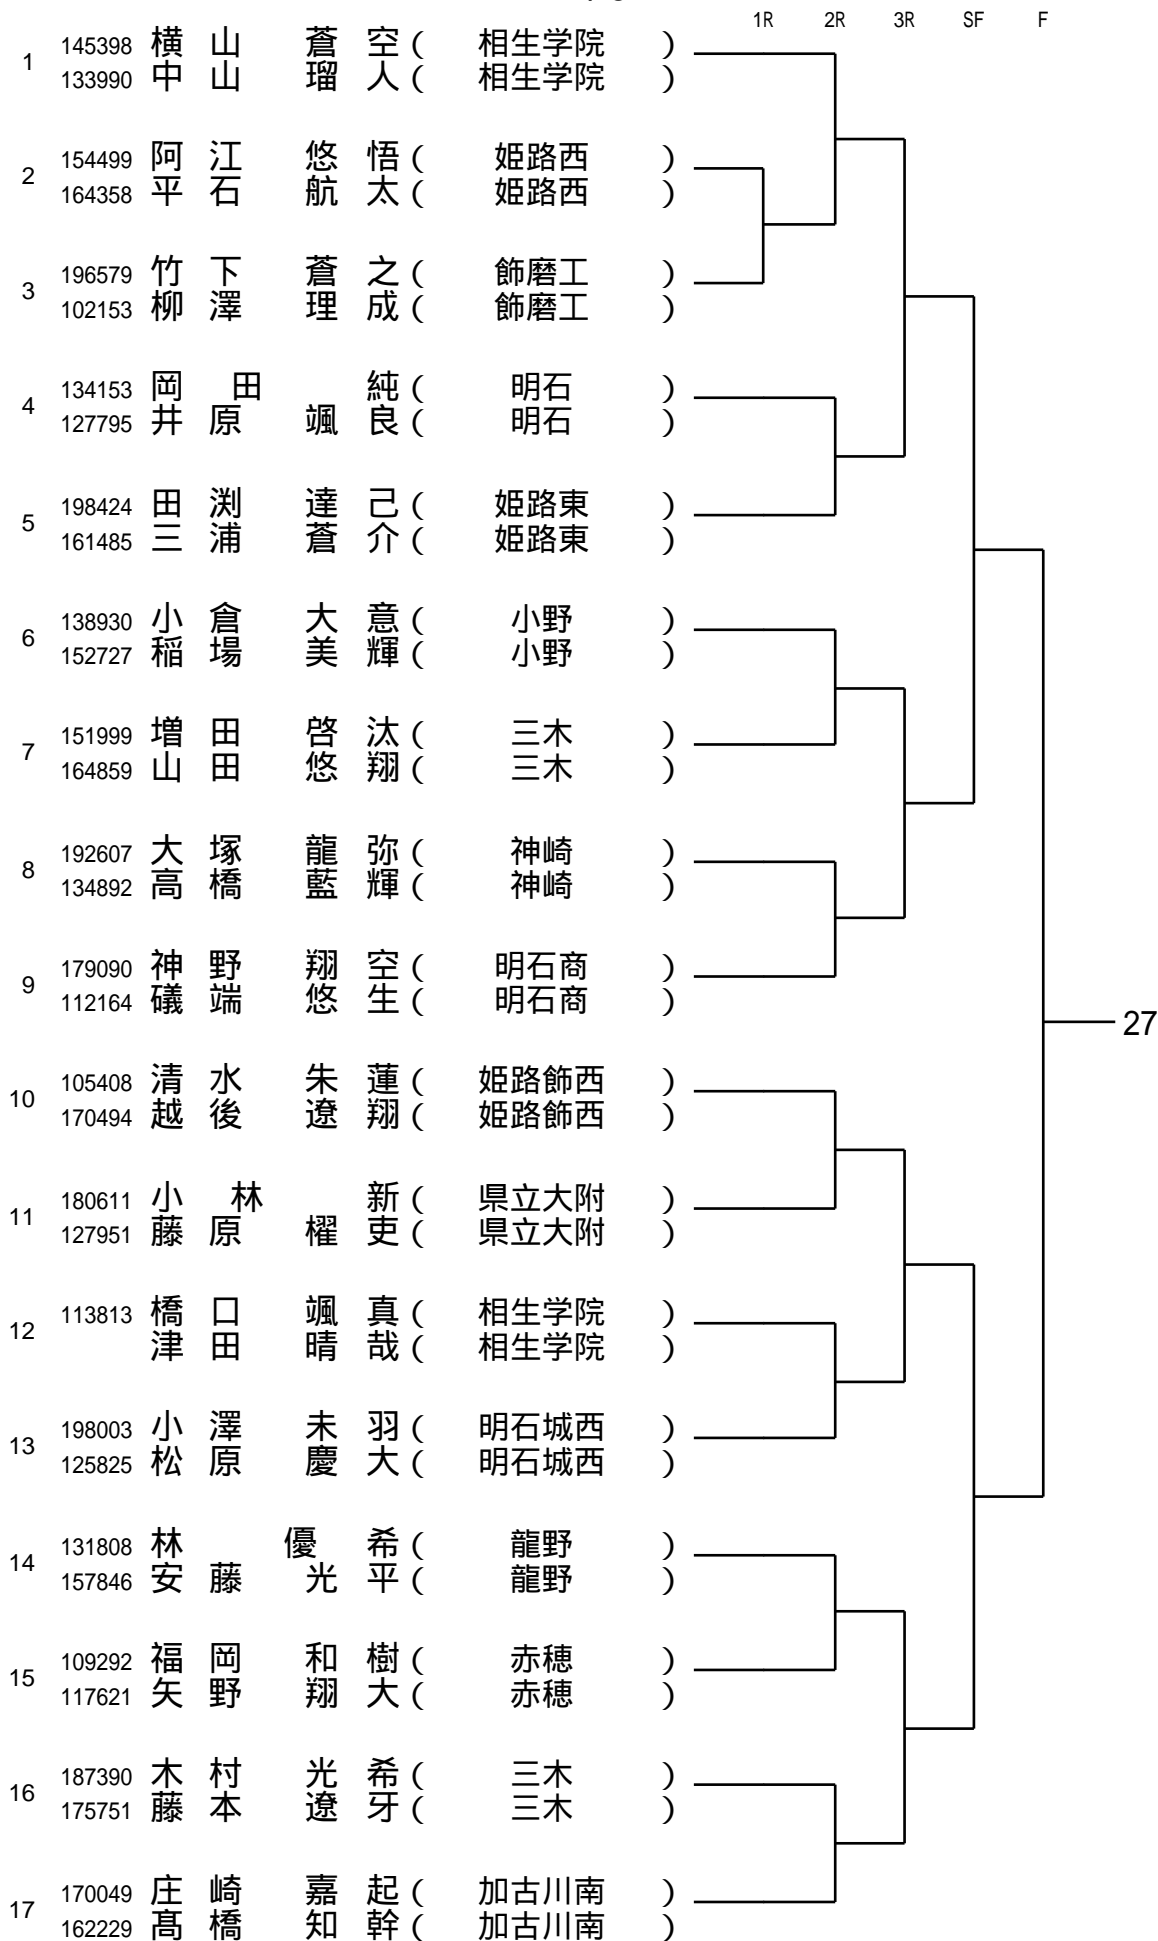 1R 2R 3R SF F
1
145398 横山 蒼空 ( 相生学院 )
133990 中山 瑠人 ( 相生学院 )
2
154499 阿江 悠悟 ( 姫路西 )
164358 平石 航太 ( 姫路西 )
3
196579 竹下 蒼之 ( 飾磨工 )
102153 柳澤 理成 ( 飾磨工 )
4
134153 岡田 純 ( 明石 )
127795 井原 颯良 ( 明石 )
5
198424 田渕 達己 ( 姫路東 )
161485 三浦 蒼介 ( 姫路東 )
6
138930 小倉 大意 ( 小野 )
152727 稲場 美輝 ( 小野 )
7
151999 増田 啓汰 ( 三木 )
164859 山田 悠翔 ( 三木 )
8
192607 大塚 龍弥 ( 神崎 )
134892 高橋 藍輝 ( 神崎 )
9
179090 神野 翔空 ( 明石商 )
112164 礒端 悠生 ( 明石商 )
27
10
105408 清水 朱蓮 ( 姫路飾西 )
170494 越後 遼翔 ( 姫路飾西 )
11
180611 小林 新 ( 県立大附 )
127951 藤原 櫂吏 ( 県立大附 )
12
113813 橋口 颯真 ( 相生学院 )
津田 晴哉 ( 相生学院 )
13
198003 小澤 未羽 ( 明石城西 )
125825 松原 慶大 ( 明石城西 )
14
131808 林 優希 ( 龍野 )
157846 安藤 光平 ( 龍野 )
15
109292 福岡 和樹 ( 赤穂 )
117621 矢野 翔大 ( 赤穂 )
16
187390 木村 光希 ( 三木 )
175751 藤本 遼牙 ( 三木 )
17
170049 庄崎 嘉起 ( 加古川南 )
162229 髙橋 知幹 ( 加古川南 )